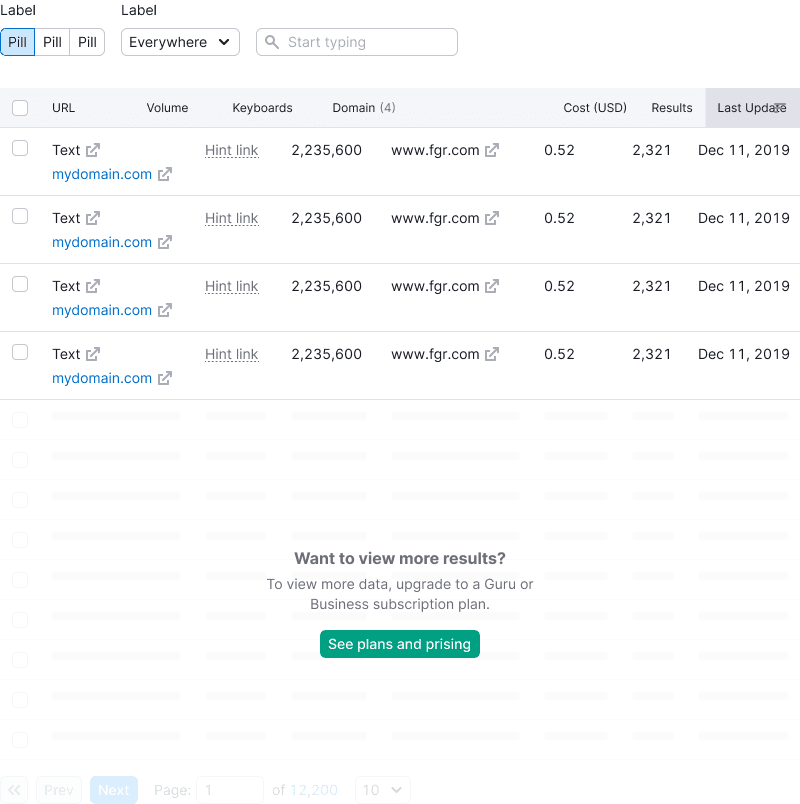 Label Label
Pill Pill Pill Everywhere Start typing
URL Volume Keyboards Domain (4) Cost (USD) Results Last Update
Text Hint link 2,235,600 www.fgr.com 0.52 2,321 Dec 11, 2019
mydomain.com
Text Hint link 2,235,600 www.fgr.com 0.52 2,321 Dec 11, 2019
mydomain.com
Text Hint link 2,235,600 www.fgr.com 0.52 2,321 Dec 11, 2019
mydomain.com
Text Hint link 2,235,600 www.fgr.com 0.52 2,321 Dec 11, 2019
mydomain.com
Want to view more results?
To view more data, upgrade to a Guru or
Business subscription plan.
See plans and prising
Prev Next Page: 1 of 12,200 10